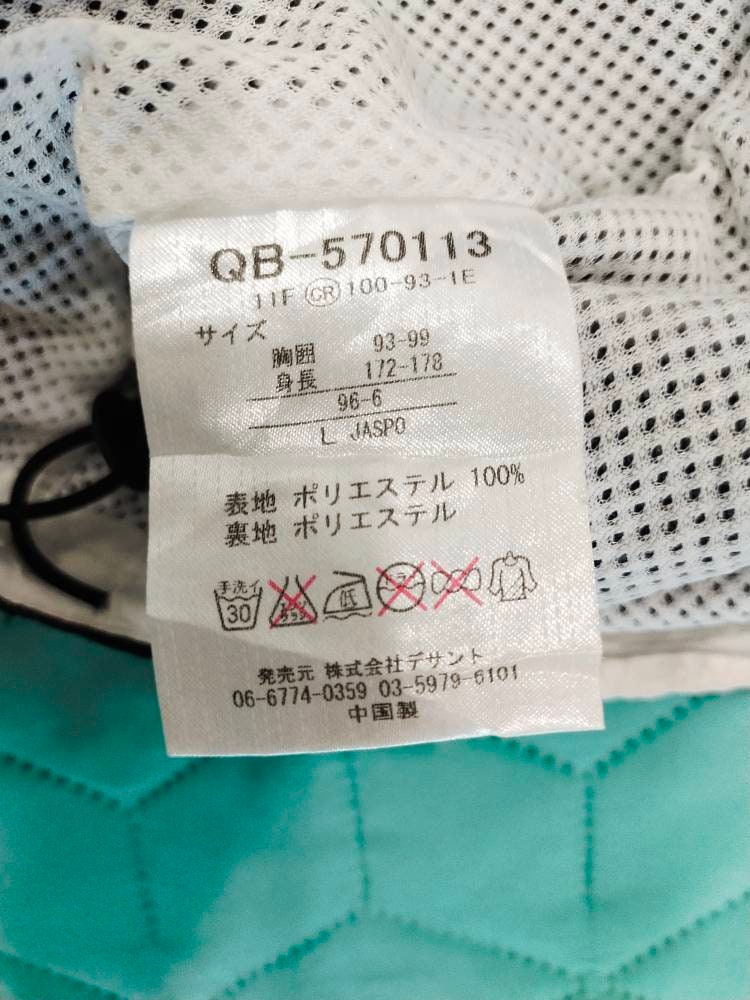 QB-570113
11F CR 100-93-1E
サイズ
胸囲 93-99
身長 172-178
96-6
L JASPO
表地 ポリエステル 100%
裏地 ポリエステル
手洗イ 30 低
発売元 株式会社デサント
06-6774-0359 03-5979-6101
中国製